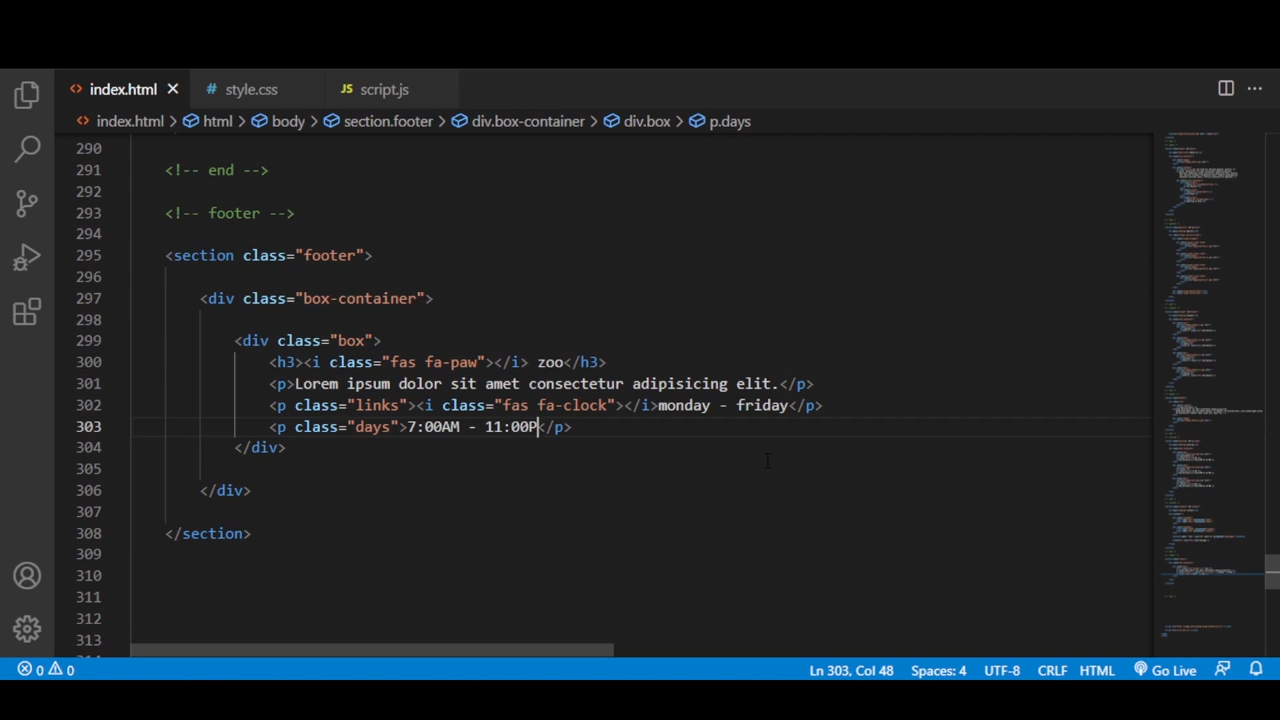 index.html
style.css
JS script.js
index.html > html > body > section.footer > div.box-container > div.box > p.days
290
291 <!-- end -->
292
293 <!-- footer -->
294
295 <section class="footer">
296
297 <div class="box-container">
298
299 <div class="box">
300 <h3><i class="fas fa-paw"></i> zoo</h3>
301 <p>Lorem ipsum dolor sit amet consectetur adipisicing elit.</p>
302 <p class="links"><i class="fas fa-clock"></i>monday - friday</p>
303 <p class="days">7:00AM - 11:00P</p>
304 </div>
305
306 </div>
307
308 </section>
309
310
311
312
313
0 0 Ln 303, Col 48 Spaces: 4 UTF-8 CRLF HTML Go Live